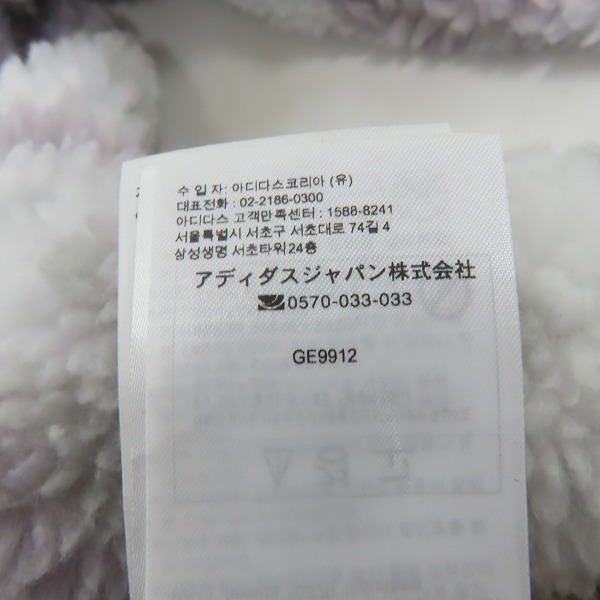 수 입 자: 아디다스코리아 (유)
대표전화 : 02-2186-0300
아디다스 고객만족센터 : 1588-8241
서울특별시 서초구 서초대로 74길 4
삼성생명 서초타워24층
アディダスジャパン株式会社
0570-033-033
GE9912